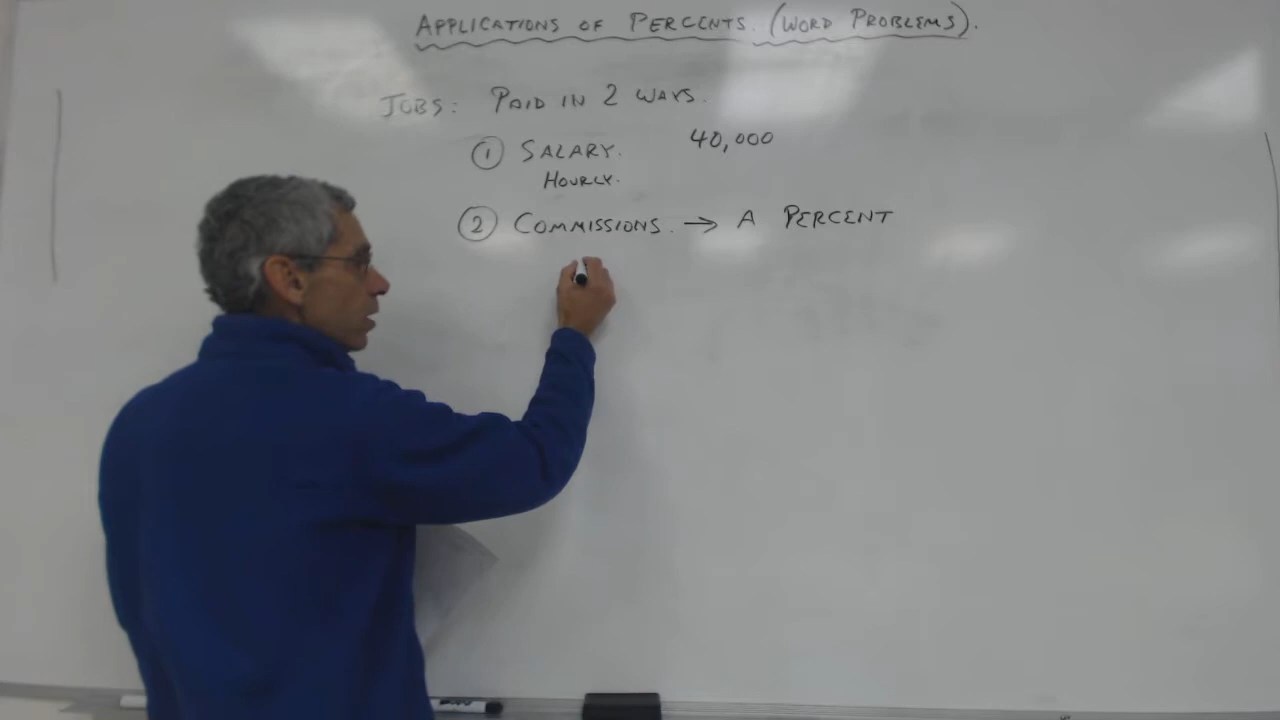 APPLICATIONS OF PERCENTS. (WORD PROBLEMS).
JOBS: PAID IN 2 WAYS.
① SALARY. 40,000
HOURLY.
② COMMISSIONS. → A PERCENT